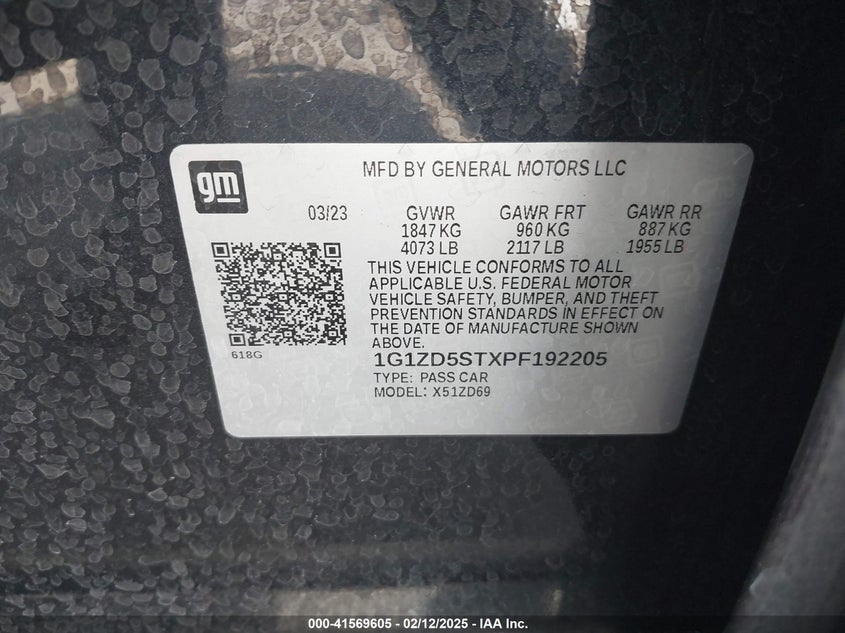 gm
MFD BY GENERAL MOTORS LLC
03/23 GVWR GAWR FRT GAWR RR
1847 KG 960 KG 887 KG
4073 LB 2117 LB 1955 LB
THIS VEHICLE CONFORMS TO ALL
APPLICABLE U.S. FEDERAL MOTOR
VEHICLE SAFETY, BUMPER, AND THEFT
PREVENTION STANDARDS IN EFFECT ON
THE DATE OF MANUFACTURE SHOWN
ABOVE.
618G
1G1ZD5STXPF192205
TYPE: PASS CAR
MODEL: X51ZD69
000-41569605 - 02/12/2025 - IAA Inc.